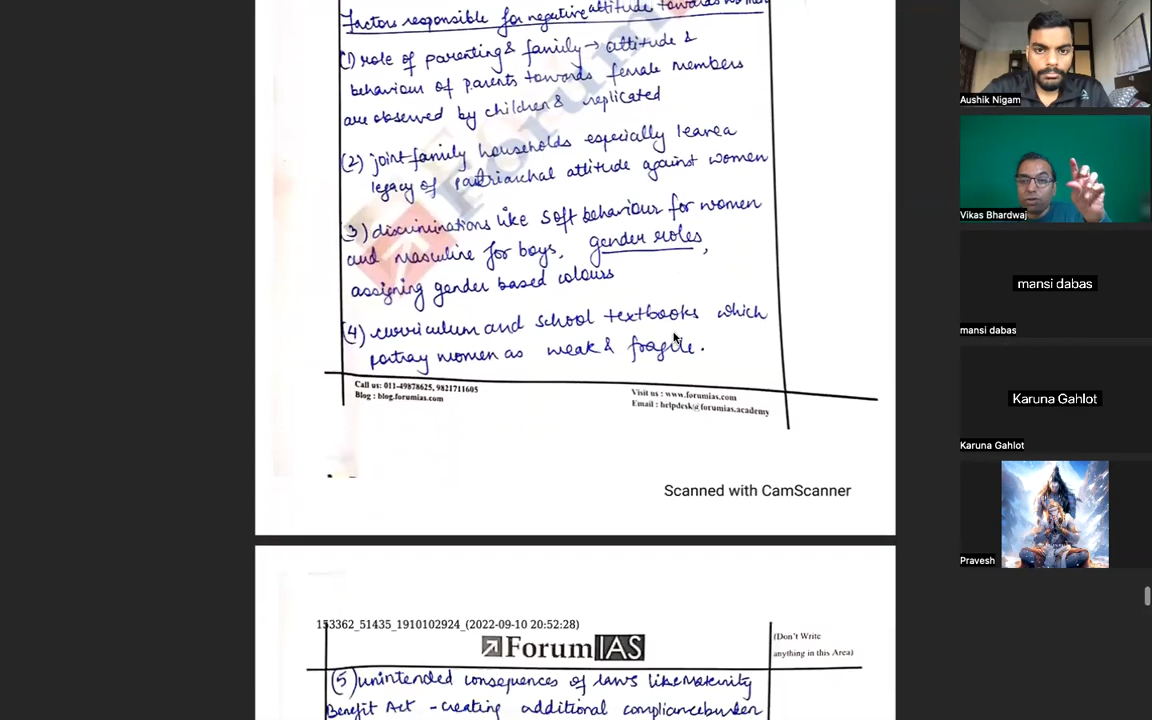 Factors responsible for negative attitude towards women
(1) role of parenting & family → attitude &
behaviour of parents towards female members
are observed by children & replicated
(2) joint family households especially leave a
legacy of patriarchal attitude against women
(3) discriminations like soft behaviour for women
and masculine for boys, gender roles,
assigning gender based colours
(4) curriculum and school textbooks which
portray women as weak & fragile.
Call us: 011-49878625, 9821711605
Blog : blog.forumias.com
Visit us : www.forumias.com
Email : helpdesk@forumias.academy
Scanned with CamScanner
153362_51435_1910102924_(2022-09-10 20:52:28)
ForumIAS
(Don't Write
anything in this Area)
(5) unintended consequences of laws like Maternity
Benefit Act - creating additional compliance burden
Forum
Aushik Nigam
Vikas Bhardwaj
mansi dabas
mansi dabas
Karuna Gahlot
Karuna Gahlot
Pravesh